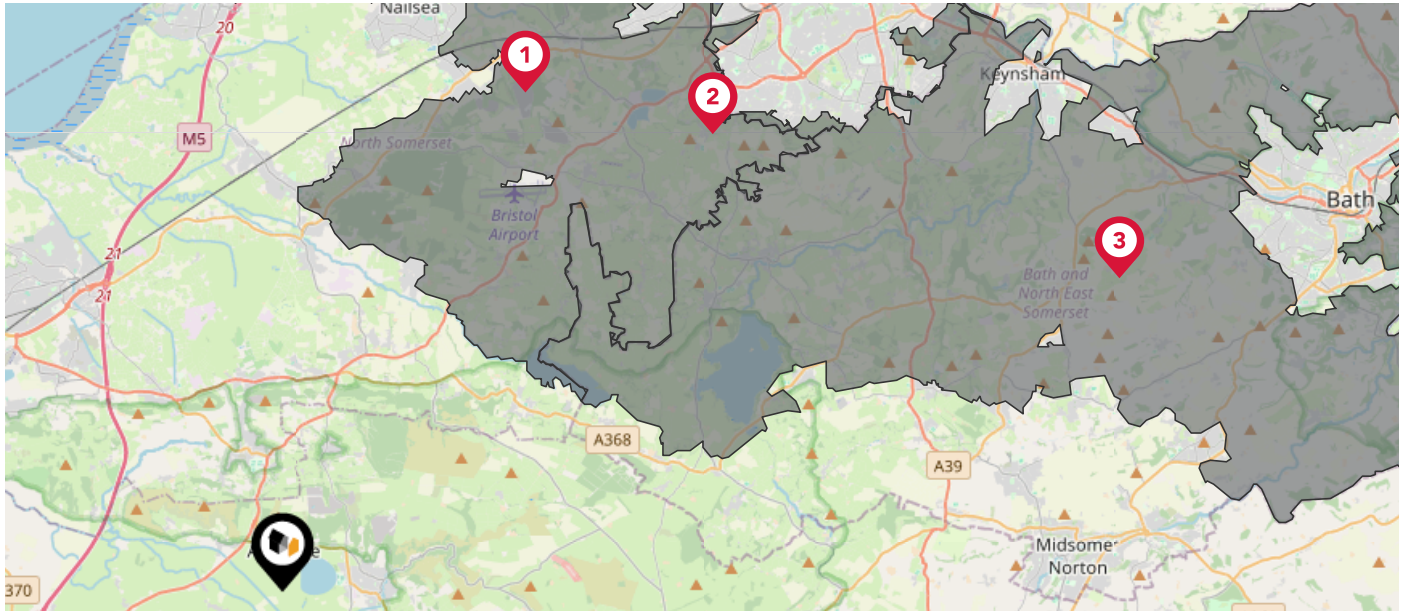 Nailsea
20
1
Keynsham
2
M5
North Somerset
Bath
Bristol
Airport
3
21
Bath and
North East
Somerset
21
A368
A39
Midsomer
Norton
370